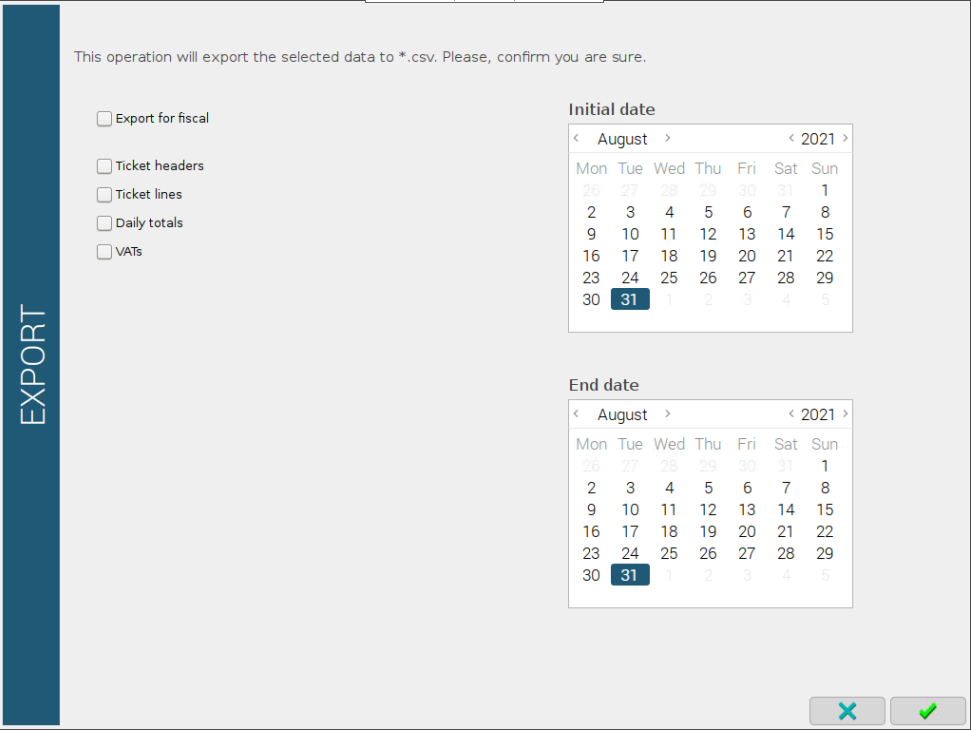 This operation will export the selected data to *.csv. Please, confirm you are sure.
EXPORT
Export for fiscal
Ticket headers
Ticket lines
Daily totals
VATs
Initial date
< August > < 2021 >
Mon Tue Wed Thu Fri Sat Sun
26 27 28 29 30 31 1
2 3 4 5 6 7 8
9 10 11 12 13 14 15
16 17 18 19 20 21 22
23 24 25 26 27 28 29
30 31 1 2 3 4 5
End date
< August > < 2021 >
Mon Tue Wed Thu Fri Sat Sun
26 27 28 29 30 31 1
2 3 4 5 6 7 8
9 10 11 12 13 14 15
16 17 18 19 20 21 22
23 24 25 26 27 28 29
30 31 1 2 3 4 5